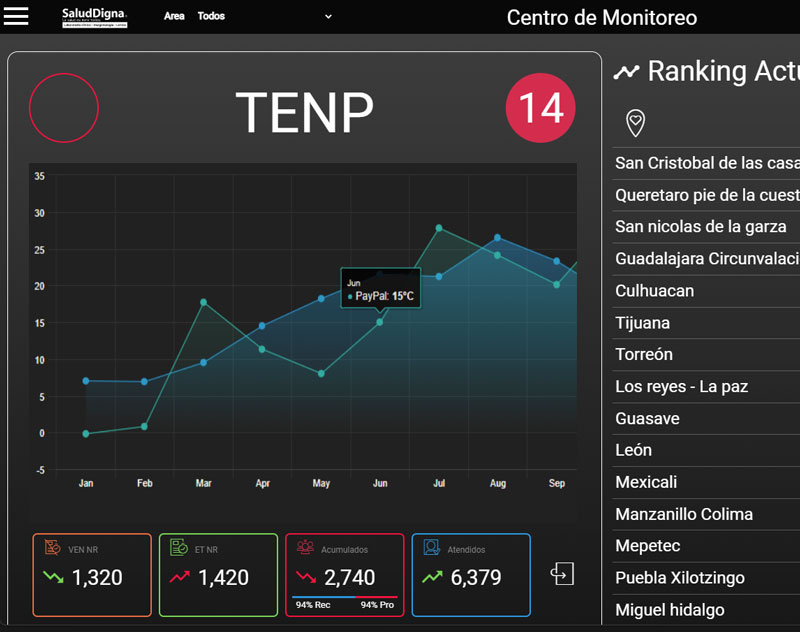 SaludDigna
Area Todos
Centro de Monitoreo
TENP
14
35
30
25
20
15
10
5
0
-5
Jun
PayPal: 15°C
Jan Feb Mar Apr May Jun Jul Aug Sep
VEN NR
1,320
ET NR
1,420
Acumulados
2,740
94% Rec 94% Pro
Atendidos
6,379
Ranking Actu
San Cristobal de las casa
Queretaro pie de la cuest
San nicolas de la garza
Guadalajara Circunvalaci
Culhuacan
Tijuana
Torreón
Los reyes - La paz
Guasave
León
Mexicali
Manzanillo Colima
Mepetec
Puebla Xilotzingo
Miguel hidalgo